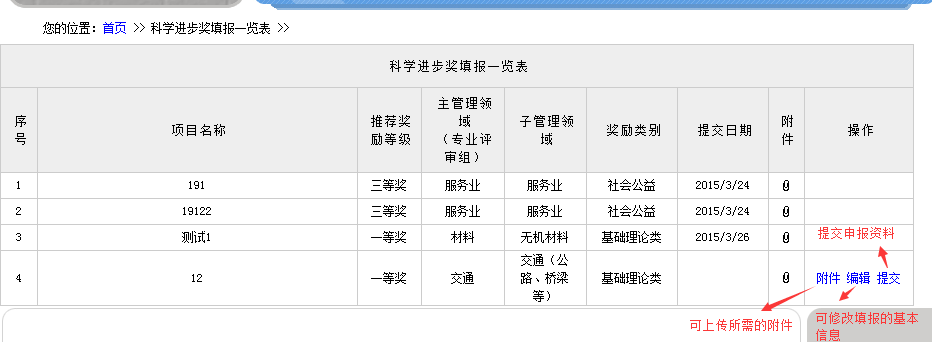 您的位置：首页 >> 科学进步奖填报一览表 >>
科学进步奖填报一览表
序号 项目名称 推荐奖励等级 主管理领域（专业评审组） 子管理领域 奖励类别 提交日期 附件 操作
1 191 三等奖 服务业 服务业 社会公益 2015/3/24
2 19122 三等奖 服务业 服务业 社会公益 2015/3/24
3 测试1 一等奖 材料 无机材料 基础理论类 2015/3/26
提交申报资料
4 12 一等奖 交通 交通（公路、桥梁等） 基础理论类 附件 编辑 提交
可上传所需的附件
可修改填报的基本
信息